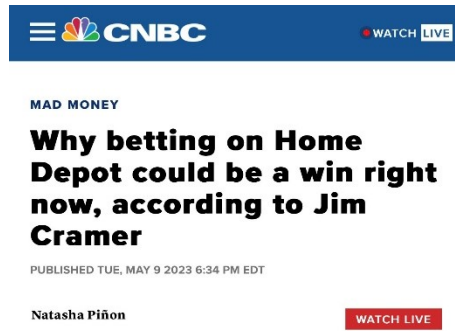 CNBC
WATCH LIVE
MAD MONEY
Why betting on Home
Depot could be a win right
now, according to Jim
Cramer
PUBLISHED TUE, MAY 9 2023 6:34 PM EDT
Natasha Piñon
WATCH LIVE